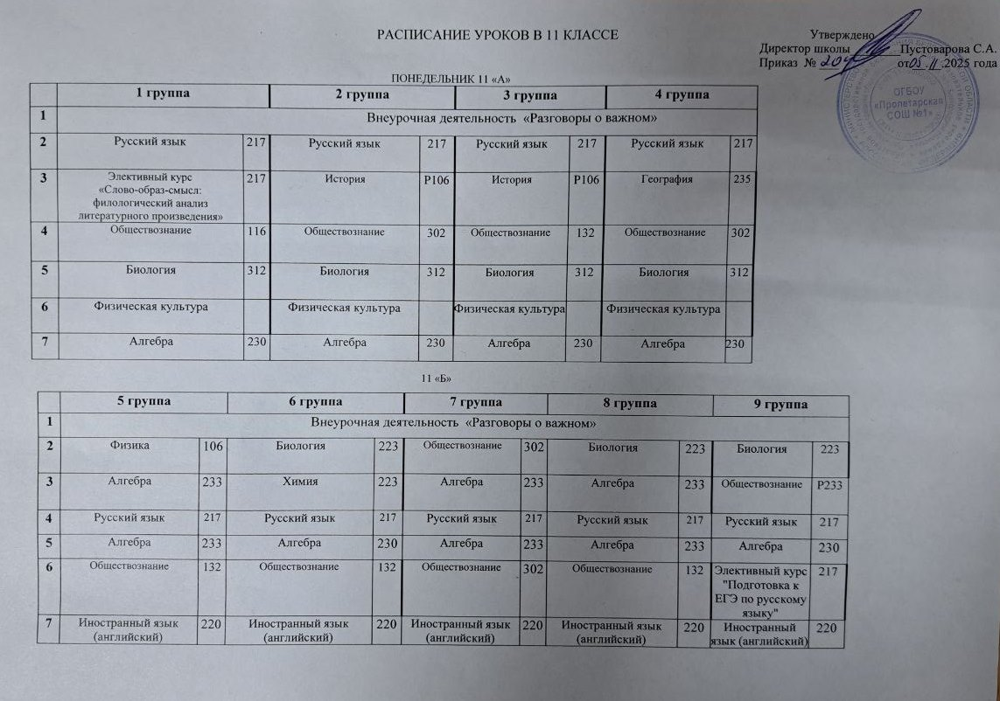 РАСПИСАНИЕ УРОКОВ В 11 КЛАССЕ
Утверждено
Директор школы Пустоварова С.А.
Приказ № 204 от 05.11.2025 года
ОГБОУ
«Пролетарская
СОШ №1»
ПОНЕДЕЛЬНИК 11 «А»
1 группа 2 группа 3 группа 4 группа
1 Внеурочная деятельность «Разговоры о важном»
2 Русский язык 217 Русский язык 217 Русский язык 217 Русский язык 217
3 Элективный курс 217 История Р106 История Р106 География 235
«Слово-образ-смысл:
филологический анализ
литературного произведения»
4 Обществознание 116 Обществознание 302 Обществознание 132 Обществознание 302
5 Биология 312 Биология 312 Биология 312 Биология 312
6 Физическая культура Физическая культура Физическая культура Физическая культура
7 Алгебра 230 Алгебра 230 Алгебра 230 Алгебра 230
11 «Б»
5 группа 6 группа 7 группа 8 группа 9 группа
1 Внеурочная деятельность «Разговоры о важном»
2 Физика 106 Биология 223 Обществознание 302 Биология 223 Биология 223
3 Алгебра 233 Химия 223 Алгебра 233 Алгебра 233 Обществознание Р233
4 Русский язык 217 Русский язык 217 Русский язык 217 Русский язык 217 Русский язык 217
5 Алгебра 233 Алгебра 230 Алгебра 233 Алгебра 233 Алгебра 230
6 Обществознание 132 Обществознание 132 Обществознание 302 Обществознание 132 Элективный курс 217
"Подготовка к
ЕГЭ по русскому
языку"
7 Иностранный язык 220 Иностранный язык 220 Иностранный язык 220 Иностранный язык 220 Иностранный 220
(английский) (английский) (английский) (английский) язык (английский)